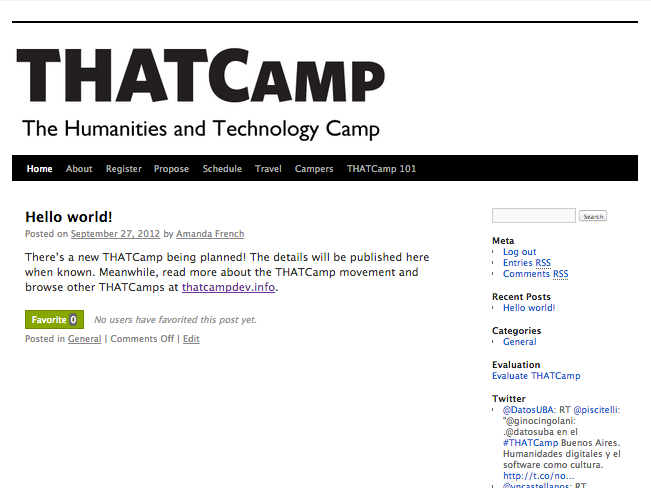 THATCAMP
The Humanities and Technology Camp
Home About Register Propose Schedule Travel Campers THATCamp 101
Hello world!
Posted on September 27, 2012 by Amanda French
There's a new THATCamp being planned! The details will be published
here when known. Meanwhile, read more about the THATCamp movement and
browse other THATCamps at thatcampdev.info.
Favorite 0 No users have favorited this post yet.
Posted in General | Comments Off | Edit
Search
Meta
Log out
Entries RSS
Comments RSS
Recent Posts
Hello world!
Categories
General
Evaluation
Evaluate THATCamp
Twitter
@DatosUBA: RT @piscitelli:
"@ginocingolani:
.@datosuba en el
#THATCamp Buenos Aires.
Humanidades digitales y el
software como cultura.
http://t.co/no…
@vncastellanos: RT